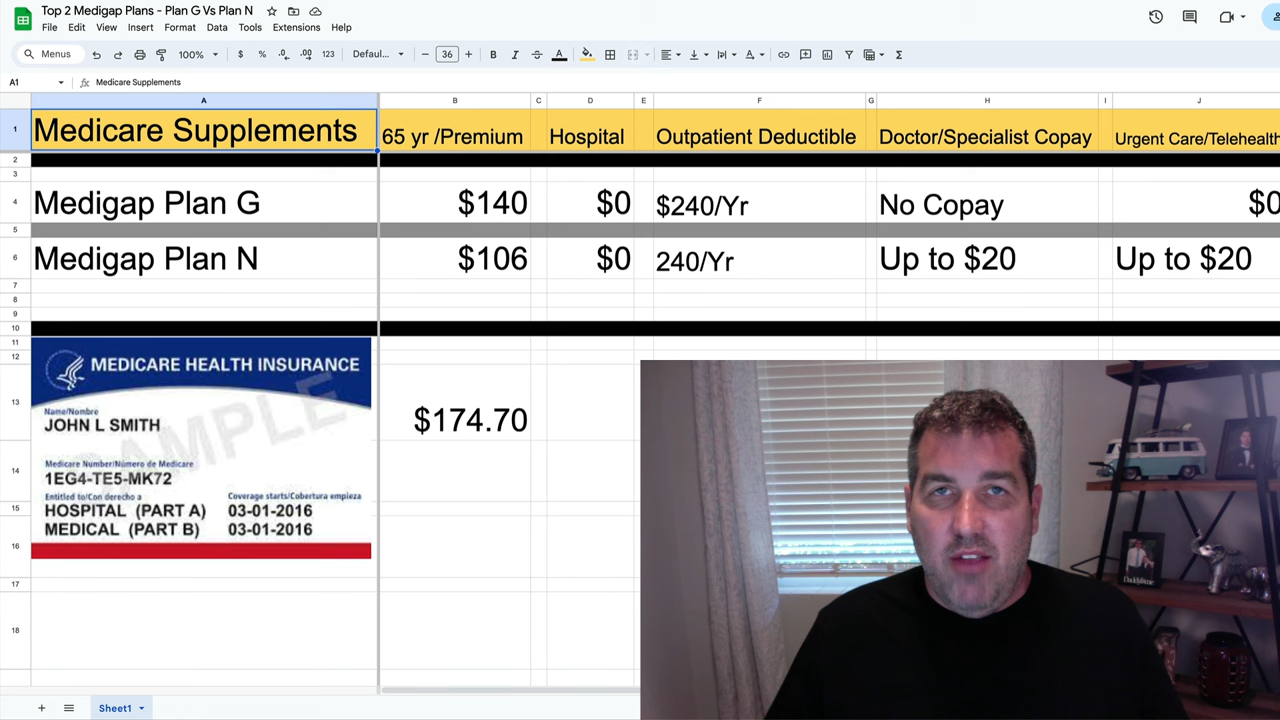 Top 2 Medigap Plans - Plan G Vs Plan N
File Edit View Insert Format Data Tools Extensions Help
Menus 100% $ % .0 .00 123 Defaul... 36 B I A
A1 fx Medicare Supplements
A B C D E F G H I J
1 Medicare Supplements 65 yr /Premium Hospital Outpatient Deductible Doctor/Specialist Copay Urgent Care/Telehealth
2
3
4 Medigap Plan G $140 $0 $240/Yr No Copay $0
5
6 Medigap Plan N $106 $0 240/Yr Up to $20 Up to $20
7
8
9
10
11
MEDICARE HEALTH INSURANCE
12
SAMPLE
Name/Nombre
13 JOHN L SMITH $174.70
Medicare Number/Número de Medicare
14 1EG4-TE5-MK72
Entitled to/Con derecho a Coverage starts/Cobertura empieza
15 HOSPITAL (PART A) 03-01-2016
MEDICAL (PART B) 03-01-2016
16
17
18
Sheet1